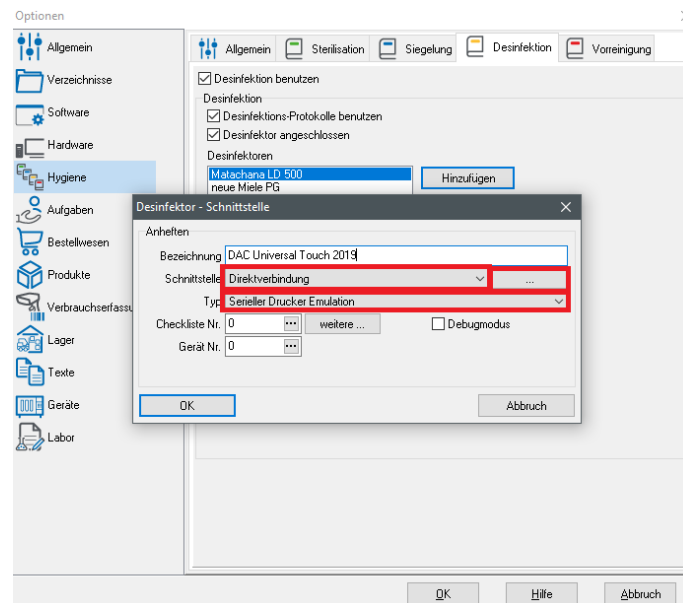 Optionen
Allgemein
Verzeichnisse
Software
Hardware
Hygiene
Aufgaben
Bestellwesen
Produkte
Verbrauchserfassu
Lager
Texte
Geräte
Labor
Allgemein
Sterilisation
Siegelung
Desinfektion
Vorreinigung
Desinfektion benutzen
Desinfektion
Desinfektions-Protokolle benutzen
Desinfektor angeschlossen
Desinfektoren
Matachana LD 500
neue Miele PG
Hinzufügen
Desinfektor - Schnittstelle
Anheften
Bezeichnung DAC Universal Touch 2019
Schnittstelle Direktverbindung ...
Typ Serieller Drucker Emulation
Checkliste Nr. 0 ... weitere ... Debugmodus
Gerät Nr. 0 ...
OK Abbruch
OK Hilfe Abbruch